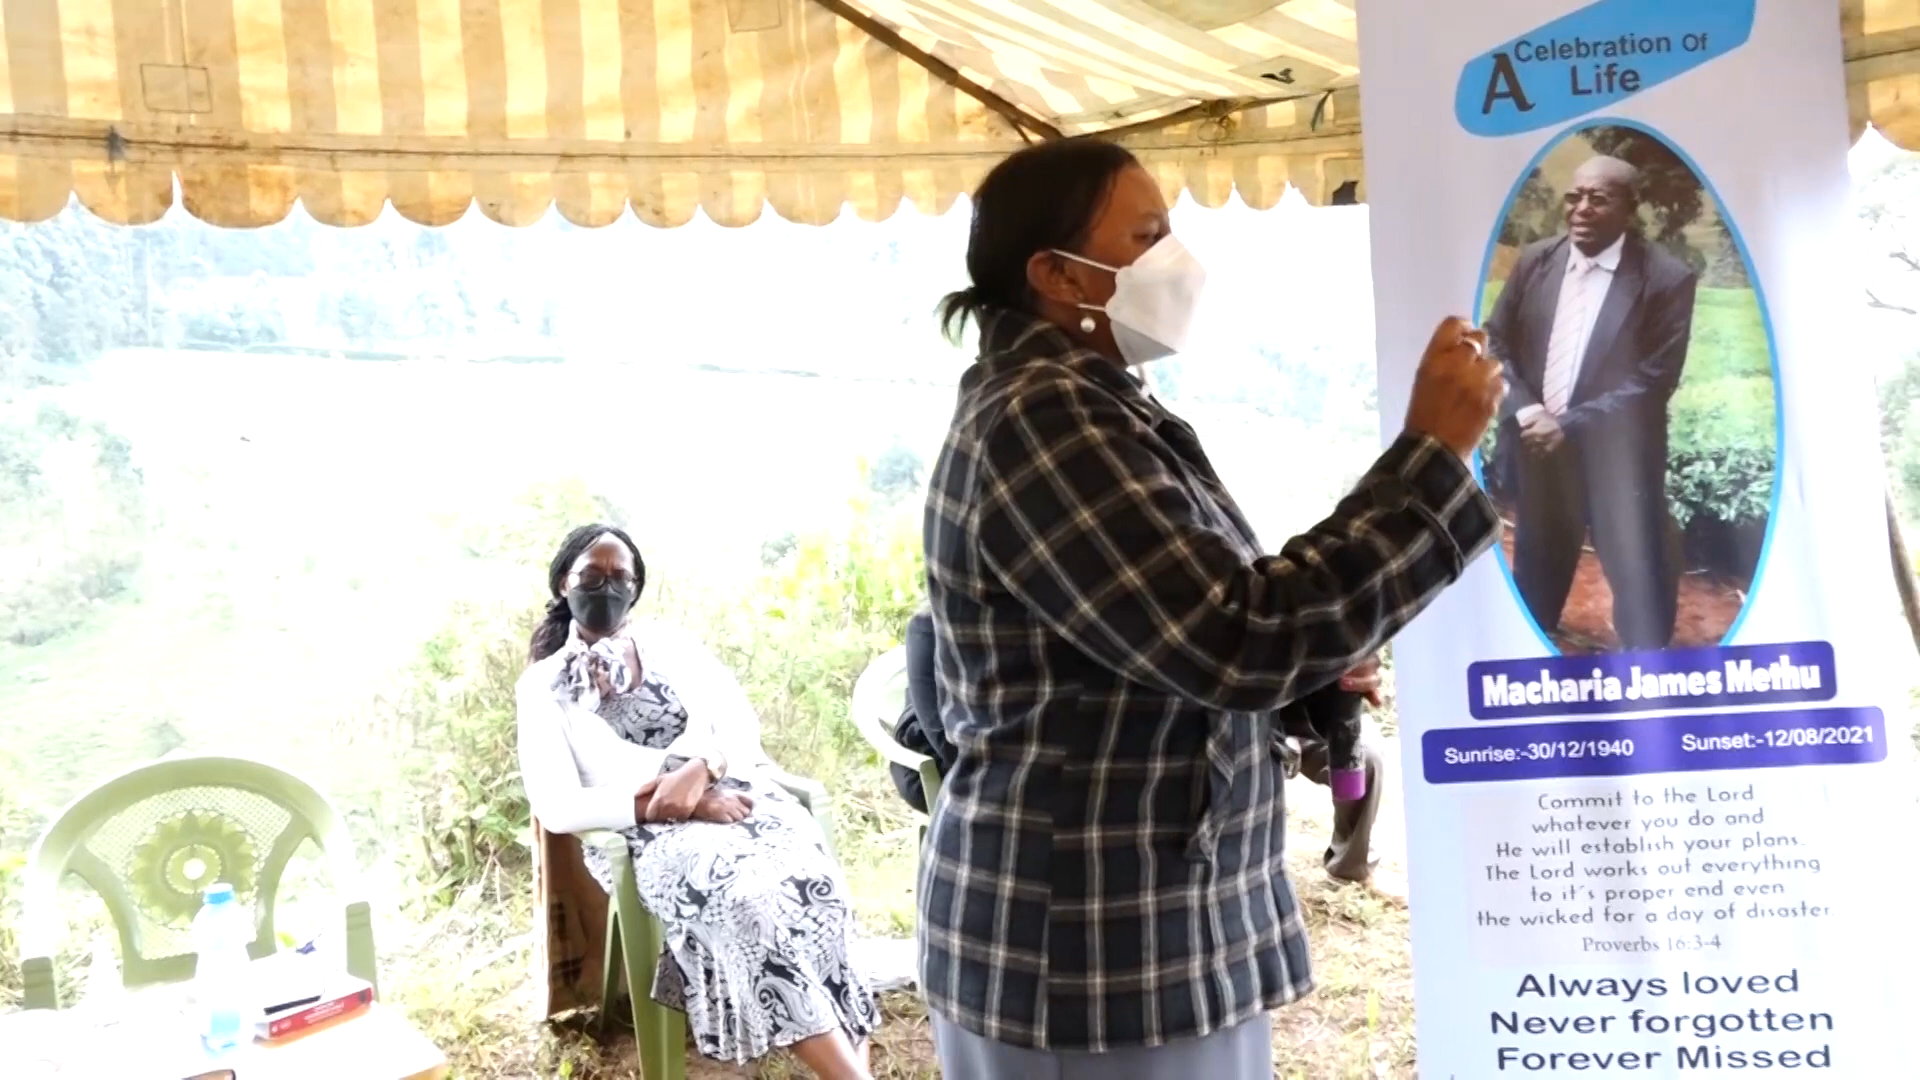 A Celebration Of
Life
Macharia James Methu
Sunrise:-30/12/1940 Sunset:-12/08/2021
Commit to the Lord
whatever you do and
He will establish your plans.
The Lord works out everything
to it's proper end even
the wicked for a day of disaster.
Proverbs 16:3-4
Always loved
Never forgotten
Forever Missed